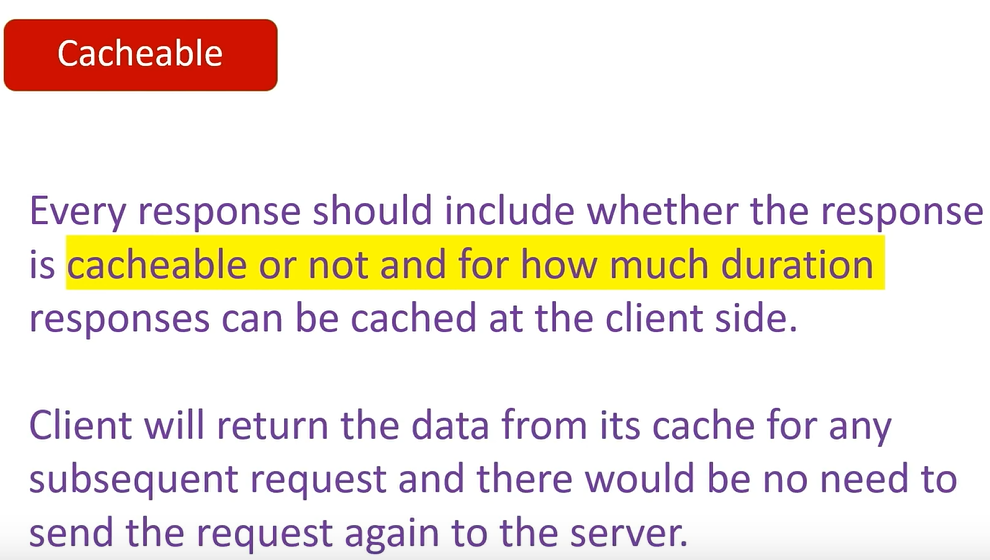 Cacheable
Every response should include whether the response
is cacheable or not and for how much duration
responses can be cached at the client side.
Client will return the data from its cache for any
subsequent request and there would be no need to
send the request again to the server.